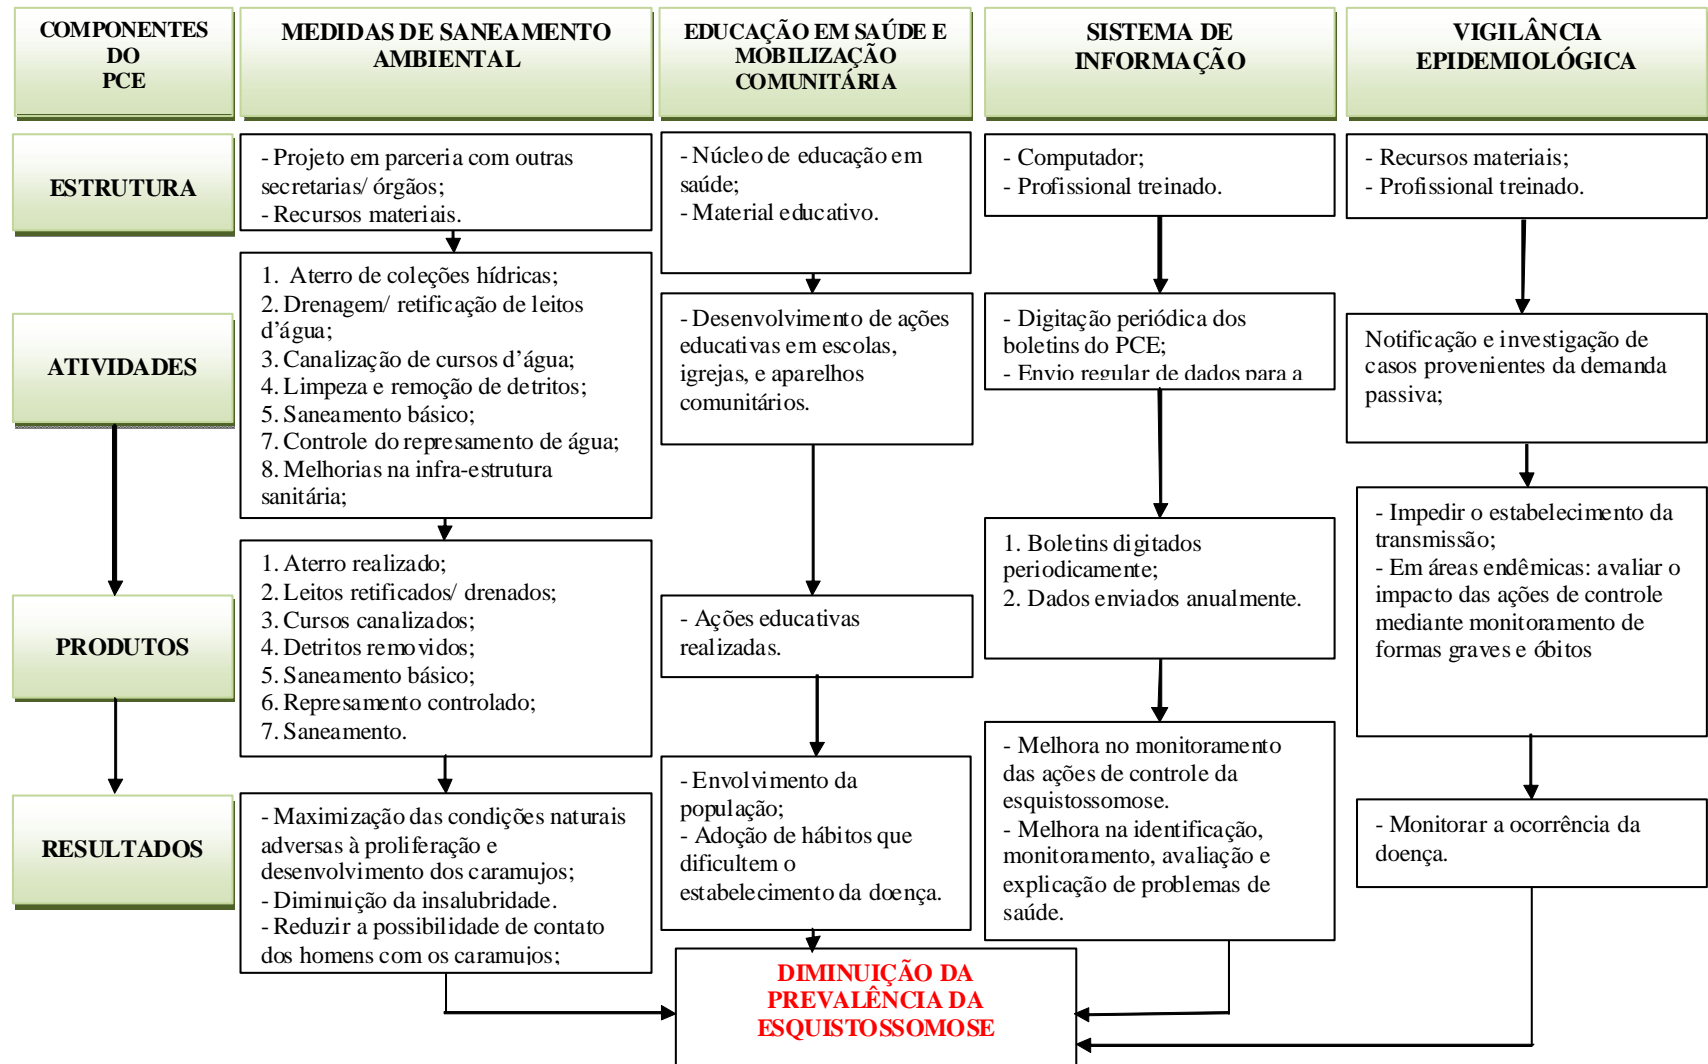 COMPONENTES
DO
PCE
MEDIDAS DE SANEAMENTO
AMBIENTAL
EDUCAÇÃO EM SAÚDE E
MOBILIZAÇÃO
COMUNITÁRIA
SISTEMA DE
INFORMAÇÃO
VIGILÂNCIA
EPIDEMIOLÓGICA
ESTRUTURA
- Projeto em parceria com outras
secretarias/ órgãos;
- Recursos materiais.
- Núcleo de educação em
saúde;
- Material educativo.
- Computador;
- Profissional treinado.
- Recursos materiais;
- Profissional treinado.
ATIVIDADES
1. Aterro de coleções hídricas;
2. Drenagem/ retificação de leitos
d’água;
3. Canalização de cursos d’água;
4. Limpeza e remoção de detritos;
5. Saneamento básico;
7. Controle do represamento de água;
8. Melhorias na infra-estrutura
sanitária;
- Desenvolvimento de ações
educativas em escolas,
igrejas, e aparelhos
comunitários.
- Digitação periódica dos
boletins do PCE;
- Envio regular de dados para a
Notificação e investigação de
casos provenientes da demanda
passiva;
PRODUTOS
1. Aterro realizado;
2. Leitos retificados/ drenados;
3. Cursos canalizados;
4. Detritos removidos;
5. Saneamento básico;
6. Represamento controlado;
7. Saneamento.
- Ações educativas
realizadas.
1. Boletins digitados
periodicamente;
2. Dados enviados anualmente.
- Impedir o estabelecimento da
transmissão;
- Em áreas endêmicas: avaliar o
impacto das ações de controle
mediante monitoramento de
formas graves e óbitos
RESULTADOS
- Maximização das condições naturais
adversas à proliferação e
desenvolvimento dos caramujos;
- Diminuição da insalubridade.
- Reduzir a possibilidade de contato
dos homens com os caramujos;
- Envolvimento da
população;
- Adoção de hábitos que
dificultem o
estabelecimento da doença.
- Melhora no monitoramento
das ações de controle da
esquistossomose.
- Melhora na identificação,
monitoramento, avaliação e
explicação de problemas de
saúde.
- Monitorar a ocorrência da
doença.
DIMINUIÇÃO DA
PREVALÊNCIA DA
ESQUISTOSSOMOSE